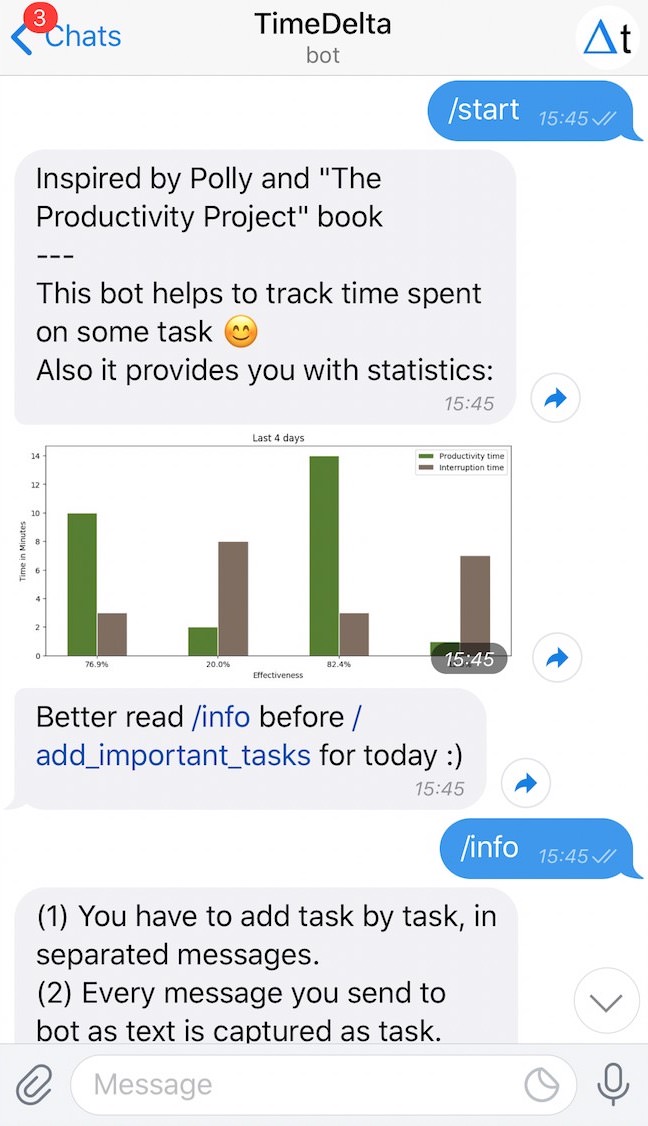 3
Chats
TimeDelta
bot
Δt
/start 15:45
Inspired by Polly and "The
Productivity Project" book
---
This bot helps to track time spent
on some task 😊
Also it provides you with statistics:
15:45
Last 4 days
Productivity time
Interruption time
Time in Minutes
14
12
10
8
6
4
2
0
76.9%
20.0%
82.4%
15:45
Effectiveness
Better read /info before /
add_important_tasks for today :)
15:45
/info 15:45
(1) You have to add task by task, in
separated messages.
(2) Every message you send to
bot as text is captured as task.
Message